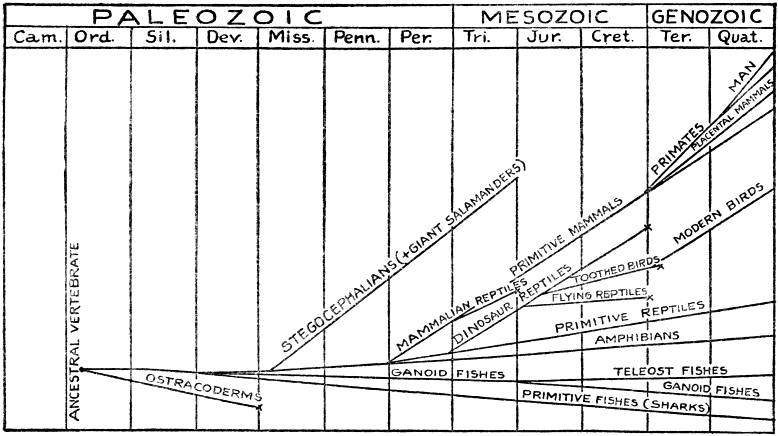 PALEOZOIC MESOZOIC GENOZOIC
Cam. Ord. Sil. Dev. Miss. Penn. Per. Tri. Jur. Cret. Ter. Quat.
MAN
PRIMATES
PLACENTAL MAMMALS
STEGOCEPHALIANS (+GIANT SALAMANDERS)
PRIMITIVE MAMMALS
MODERN BIRDS
ANCESTRAL VERTEBRATE
MAMMALIAN REPTILES
DINOSAUR REPTILES
TOOTHED BIRDS
FLYING REPTILES
PRIMITIVE REPTILES
AMPHIBIANS
OSTRACODERMS
GANOID FISHES
TELEOST FISHES
GANOID FISHES
PRIMITIVE FISHES (SHARKS)